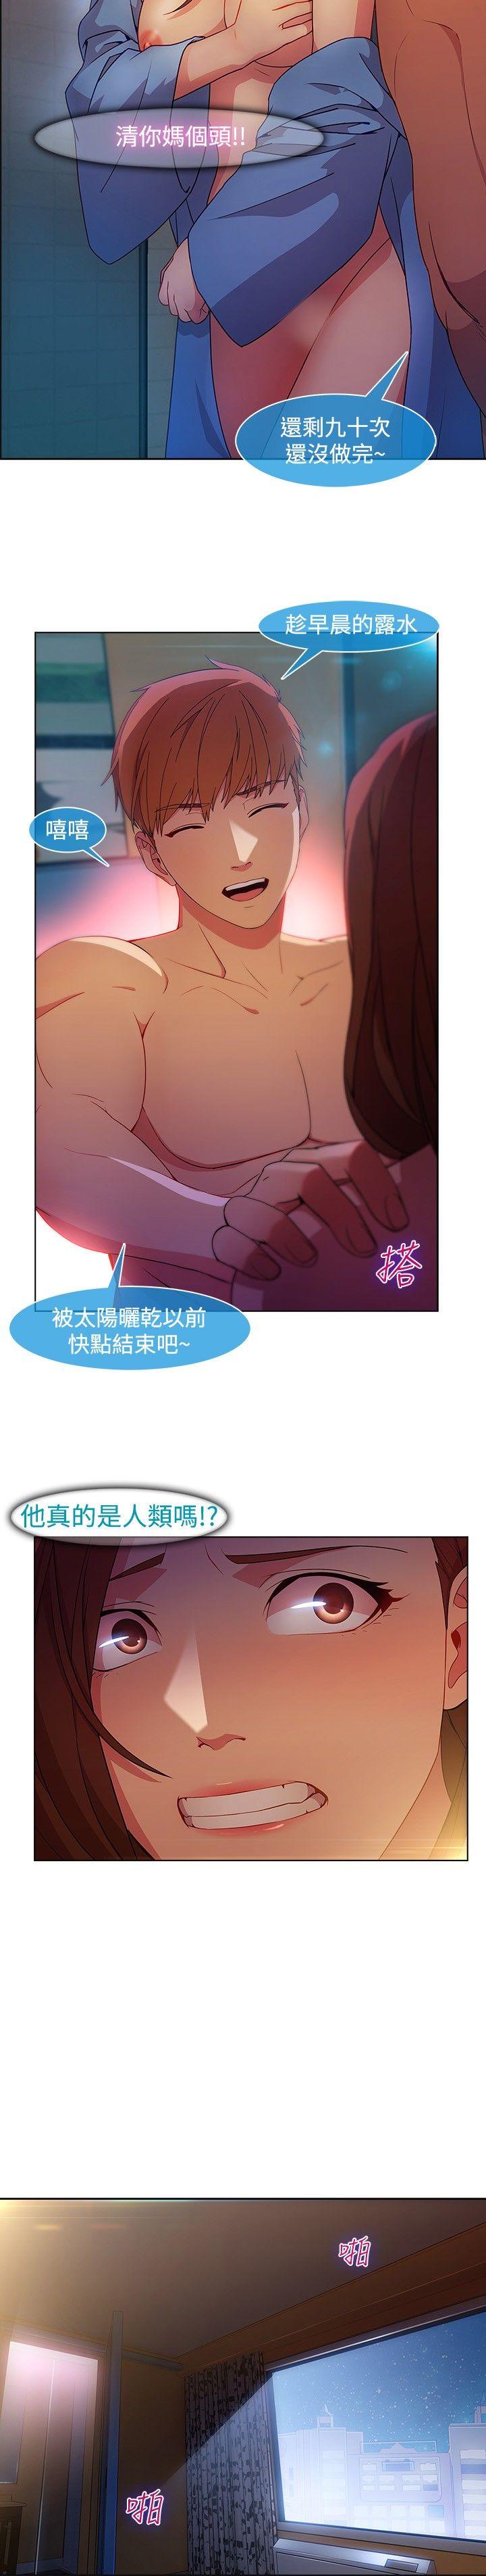 清你媽個頭!!
還剩九十次
還沒做完~
趁早晨的露水
嘻嘻
搭
被太陽曬乾以前
快點結束吧~
他真的是人類嗎!?
啪
啪